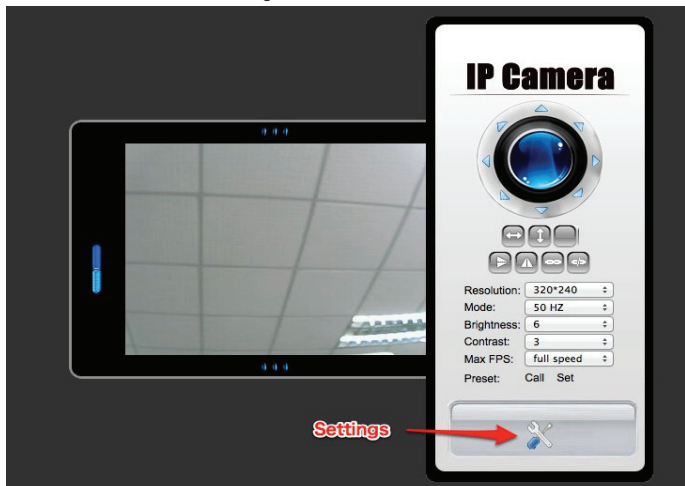 IP Camera
Resolution: 320*240
Mode: 50 HZ
Brightness: 6
Contrast: 3
Max FPS: full speed
Preset: Call Set
Settings